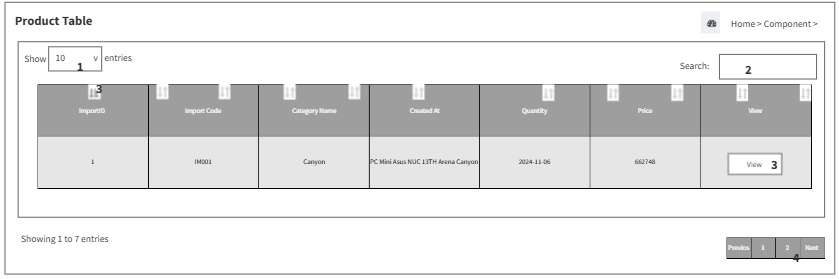 Product Table
Home > Component >
Show 10 v entries
1
Search:
2
3
ImportID Import Code Category Name Created At Quantity Price View
1 IM001 Canyon PC Mini Asus NUC 13TH Arena Canyon 2024-11-06 662748 View 3
Showing 1 to 7 entries
Previos 1 2 Next
4